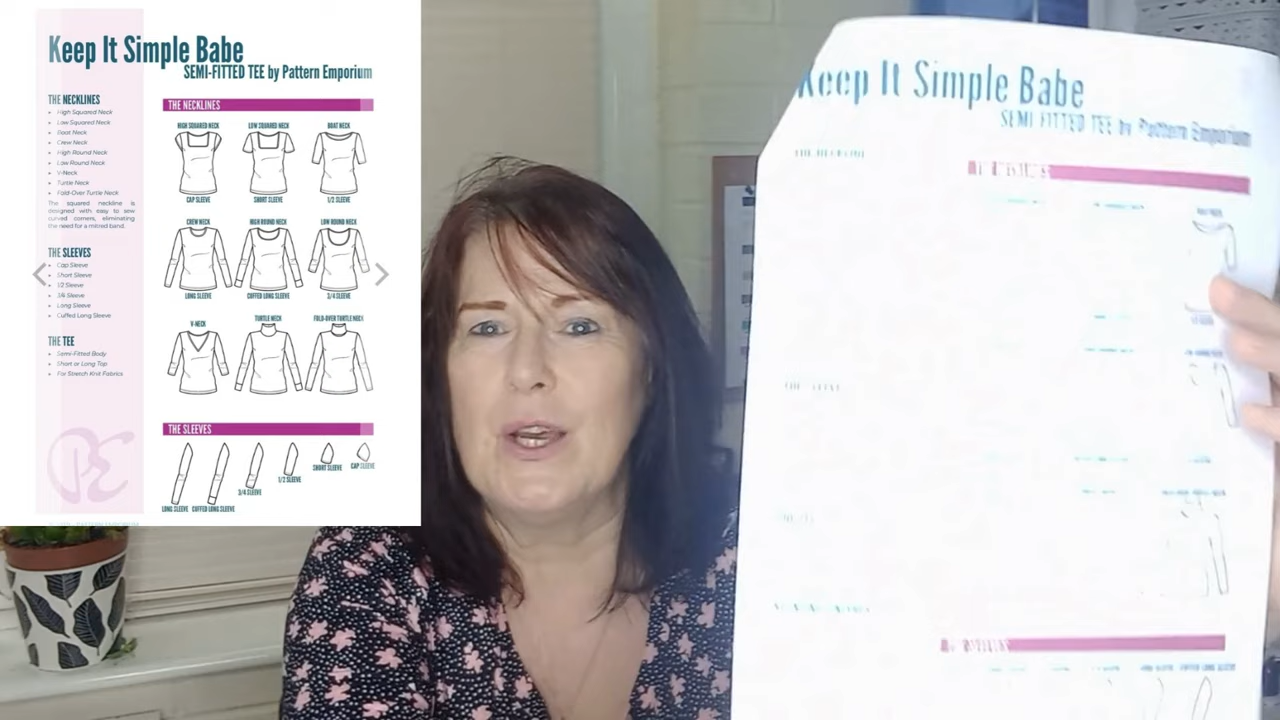 Keep It Simple Babe
SEMI-FITTED TEE by Pattern Emporium
THE NECKLINES
High Squared Neck
Low Squared Neck
Boat Neck
Crew Neck
High Round Neck
Low Round Neck
V-Neck
Turtle Neck
Fold-Over Turtle Neck
The squared neckline is
designed with easy to sew
curved corners, eliminating
the need for a mitred band.
THE SLEEVES
Cap Sleeve
Short Sleeve
1/2 Sleeve
3/4 Sleeve
Long Sleeve
Cuffed Long Sleeve
THE TEE
Semi-Fitted Body
Short or Long Top
For Stretch Knit Fabrics
PE
THE NECKLINES
HIGH SQUARED NECK LOW SQUARED NECK BOAT NECK
CAP SLEEVE SHORT SLEEVE 1/2 SLEEVE
CREW NECK HIGH ROUND NECK LOW ROUND NECK
LONG SLEEVE CUFFED LONG SLEEVE 3/4 SLEEVE
V-NECK TURTLE NECK FOLD-OVER TURTLE NECK
THE SLEEVES
LONG SLEEVE CUFFED LONG SLEEVE 3/4 SLEEVE 1/2 SLEEVE SHORT SLEEVE CAP SLEEVE
Keep It Simple Babe
SEMI FITTED TEE by Pattern Emporium